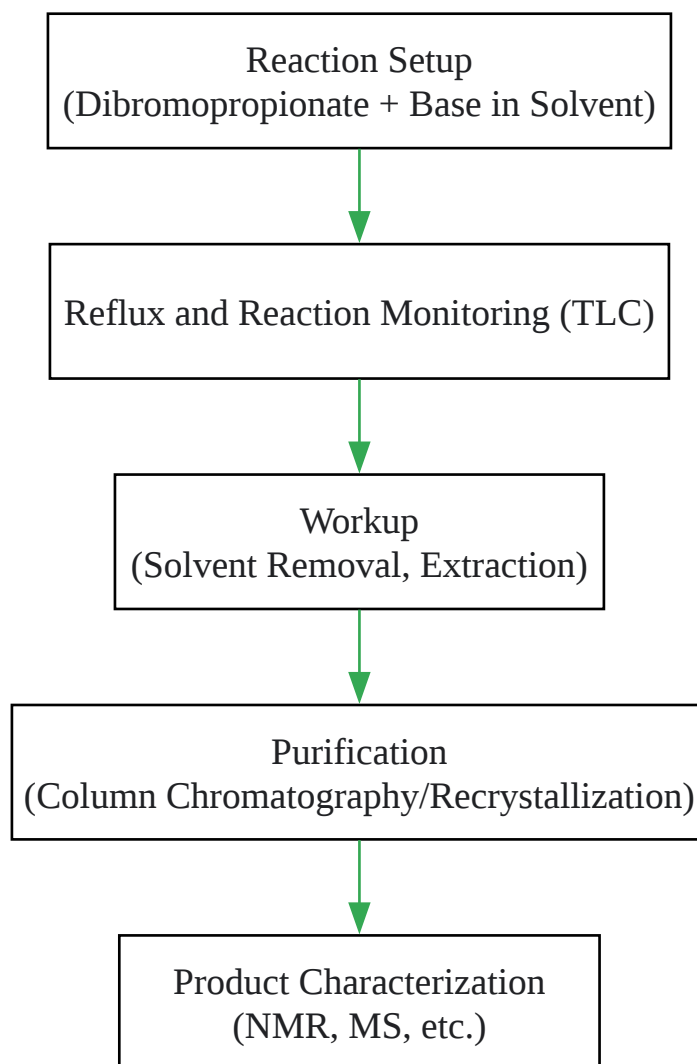 Reaction Setup
(Dibromopropionate + Base in Solvent)
Reflux and Reaction Monitoring (TLC)
Workup
(Solvent Removal, Extraction)
Purification
(Column Chromatography/Recrystallization)
Product Characterization
(NMR, MS, etc.)